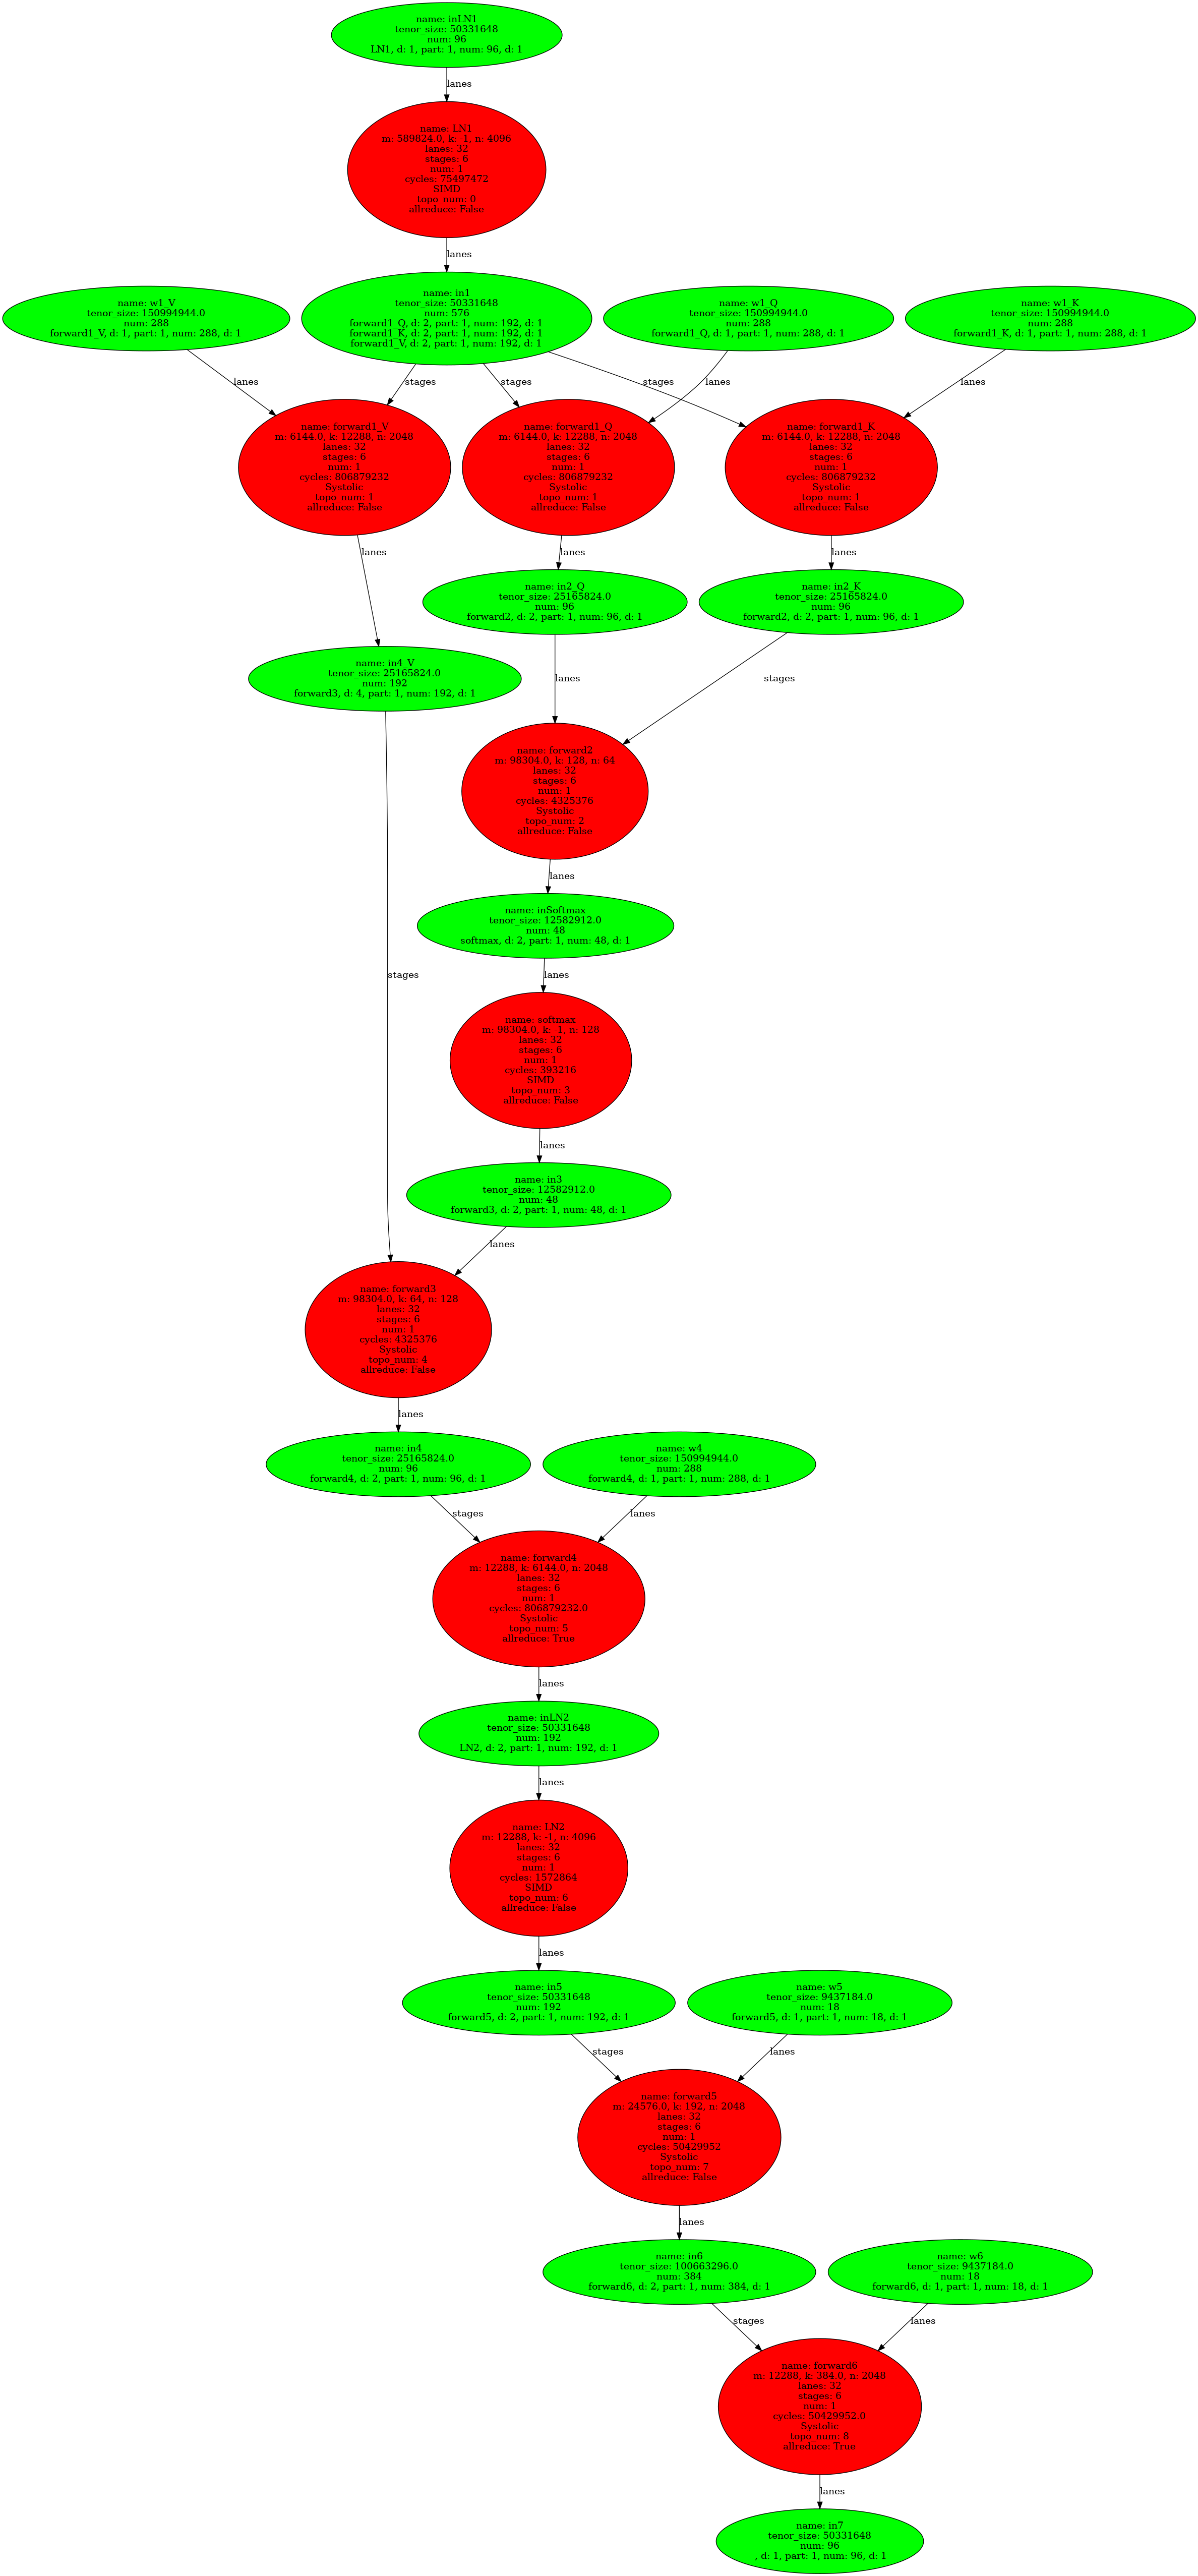 name: inLN1
tenor_size: 50331648
num: 96
LN1, d: 1, part: 1, num: 96, d: 1
lanes
name: LN1
m: 589824.0, k: -1, n: 4096
lanes: 32
stages: 6
num: 1
cycles: 75497472
SIMD
topo_num: 0
allreduce: False
lanes
name: w1_V
tenor_size: 150994944.0
num: 288
forward1_V, d: 1, part: 1, num: 288, d: 1
name: in1
tenor_size: 50331648
num: 576
forward1_Q, d: 2, part: 1, num: 192, d: 1
forward1_K, d: 2, part: 1, num: 192, d: 1
forward1_V, d: 2, part: 1, num: 192, d: 1
name: w1_Q
tenor_size: 150994944.0
num: 288
forward1_Q, d: 1, part: 1, num: 288, d: 1
name: w1_K
tenor_size: 150994944.0
num: 288
forward1_K, d: 1, part: 1, num: 288, d: 1
lanes
stages
stages
stages
lanes
lanes
name: forward1_V
m: 6144.0, k: 12288, n: 2048
lanes: 32
stages: 6
num: 1
cycles: 806879232
Systolic
topo_num: 1
allreduce: False
name: forward1_Q
m: 6144.0, k: 12288, n: 2048
lanes: 32
stages: 6
num: 1
cycles: 806879232
Systolic
topo_num: 1
allreduce: False
name: forward1_K
m: 6144.0, k: 12288, n: 2048
lanes: 32
stages: 6
num: 1
cycles: 806879232
Systolic
topo_num: 1
allreduce: False
lanes
lanes
lanes
name: in2_Q
tenor_size: 25165824.0
num: 96
forward2, d: 2, part: 1, num: 96, d: 1
name: in2_K
tenor_size: 25165824.0
num: 96
forward2, d: 2, part: 1, num: 96, d: 1
name: in4_V
tenor_size: 25165824.0
num: 192
forward3, d: 4, part: 1, num: 192, d: 1
lanes
stages
name: forward2
m: 98304.0, k: 128, n: 64
lanes: 32
stages: 6
num: 1
cycles: 4325376
Systolic
topo_num: 2
allreduce: False
lanes
name: inSoftmax
tenor_size: 12582912.0
num: 48
softmax, d: 2, part: 1, num: 48, d: 1
stages
lanes
name: softmax
m: 98304.0, k: -1, n: 128
lanes: 32
stages: 6
num: 1
cycles: 393216
SIMD
topo_num: 3
allreduce: False
lanes
name: in3
tenor_size: 12582912.0
num: 48
forward3, d: 2, part: 1, num: 48, d: 1
lanes
name: forward3
m: 98304.0, k: 64, n: 128
lanes: 32
stages: 6
num: 1
cycles: 4325376
Systolic
topo_num: 4
allreduce: False
lanes
name: in4
tenor_size: 25165824.0
num: 96
forward4, d: 2, part: 1, num: 96, d: 1
name: w4
tenor_size: 150994944.0
num: 288
forward4, d: 1, part: 1, num: 288, d: 1
stages
lanes
name: forward4
m: 12288, k: 6144.0, n: 2048
lanes: 32
stages: 6
num: 1
cycles: 806879232.0
Systolic
topo_num: 5
allreduce: True
lanes
name: inLN2
tenor_size: 50331648
num: 192
LN2, d: 2, part: 1, num: 192, d: 1
lanes
name: LN2
m: 12288, k: -1, n: 4096
lanes: 32
stages: 6
num: 1
cycles: 1572864
SIMD
topo_num: 6
allreduce: False
lanes
name: in5
tenor_size: 50331648
num: 192
forward5, d: 2, part: 1, num: 192, d: 1
name: w5
tenor_size: 9437184.0
num: 18
forward5, d: 1, part: 1, num: 18, d: 1
stages
lanes
name: forward5
m: 24576.0, k: 192, n: 2048
lanes: 32
stages: 6
num: 1
cycles: 50429952
Systolic
topo_num: 7
allreduce: False
lanes
name: in6
tenor_size: 100663296.0
num: 384
forward6, d: 2, part: 1, num: 384, d: 1
name: w6
tenor_size: 9437184.0
num: 18
forward6, d: 1, part: 1, num: 18, d: 1
stages
lanes
name: forward6
m: 12288, k: 384.0, n: 2048
lanes: 32
stages: 6
num: 1
cycles: 50429952.0
Systolic
topo_num: 8
allreduce: True
lanes
name: in7
tenor_size: 50331648
num: 96
, d: 1, part: 1, num: 96, d: 1